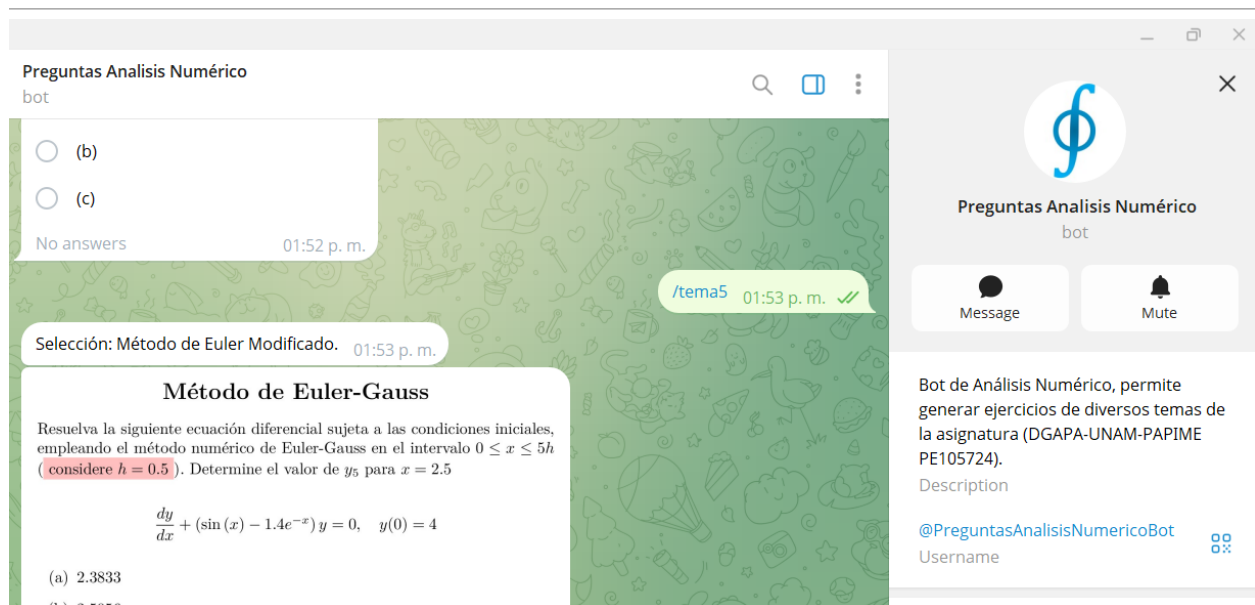 Preguntas Analisis Numérico
bot
(b)
(c)
No answers 01:52 p. m.
/tema5 01:53 p. m.
Selección: Método de Euler Modificado. 01:53 p. m.
Método de Euler-Gauss
Resuelva la siguiente ecuación diferencial sujeta a las condiciones iniciales,
empleando el método numérico de Euler-Gauss en el intervalo 0 ≤ x ≤ 5h
( considere h = 0.5 ). Determine el valor de y₅ para x = 2.5
dy/dx + (sin (x) − 1.4e⁻ˣ) y = 0, y(0) = 4
(a) 2.3833
Preguntas Analisis Numérico
bot
Message Mute
Bot de Análisis Numérico, permite
generar ejercicios de diversos temas de
la asignatura (DGAPA-UNAM-PAPIME
PE105724).
Description
@PreguntasAnalisisNumericoBot
Username